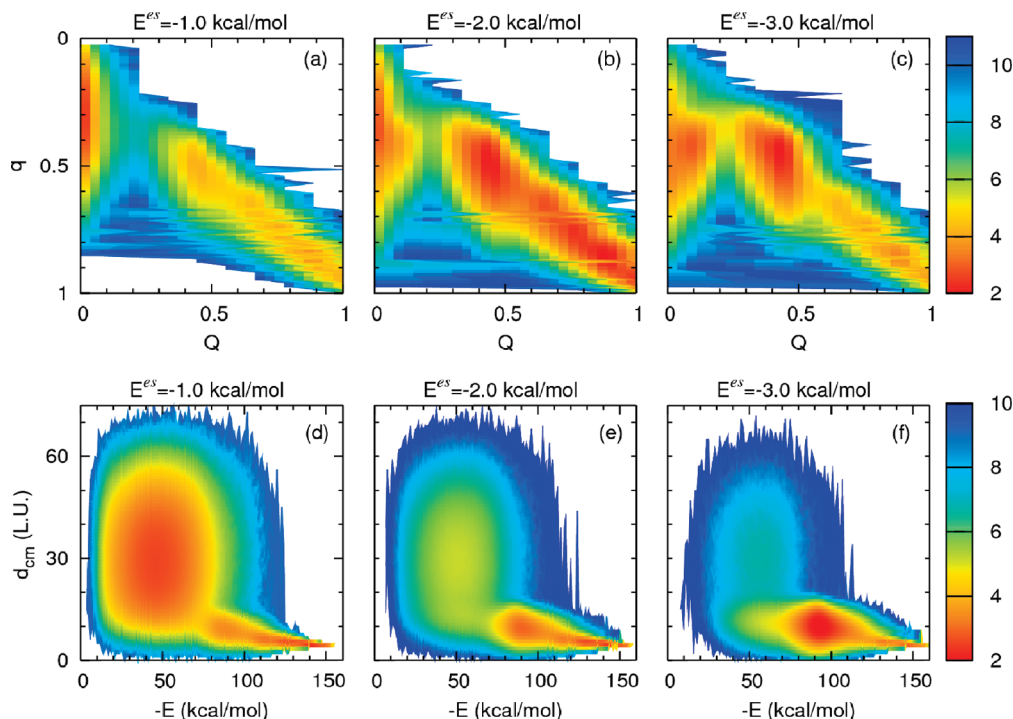 E^es=-1.0 kcal/mol E^es=-2.0 kcal/mol E^es=-3.0 kcal/mol
(a) (b) (c)
0 0.5 1
q
0 0.5 1 0 0.5 1 0 0.5 1
Q Q Q
10 8 6 4 2
E^es=-1.0 kcal/mol E^es=-2.0 kcal/mol E^es=-3.0 kcal/mol
(d) (e) (f)
60 30 0
d_cm (L.U.)
0 50 100 150 0 50 100 150 0 50 100 150
-E (kcal/mol) -E (kcal/mol) -E (kcal/mol)
10 8 6 4 2